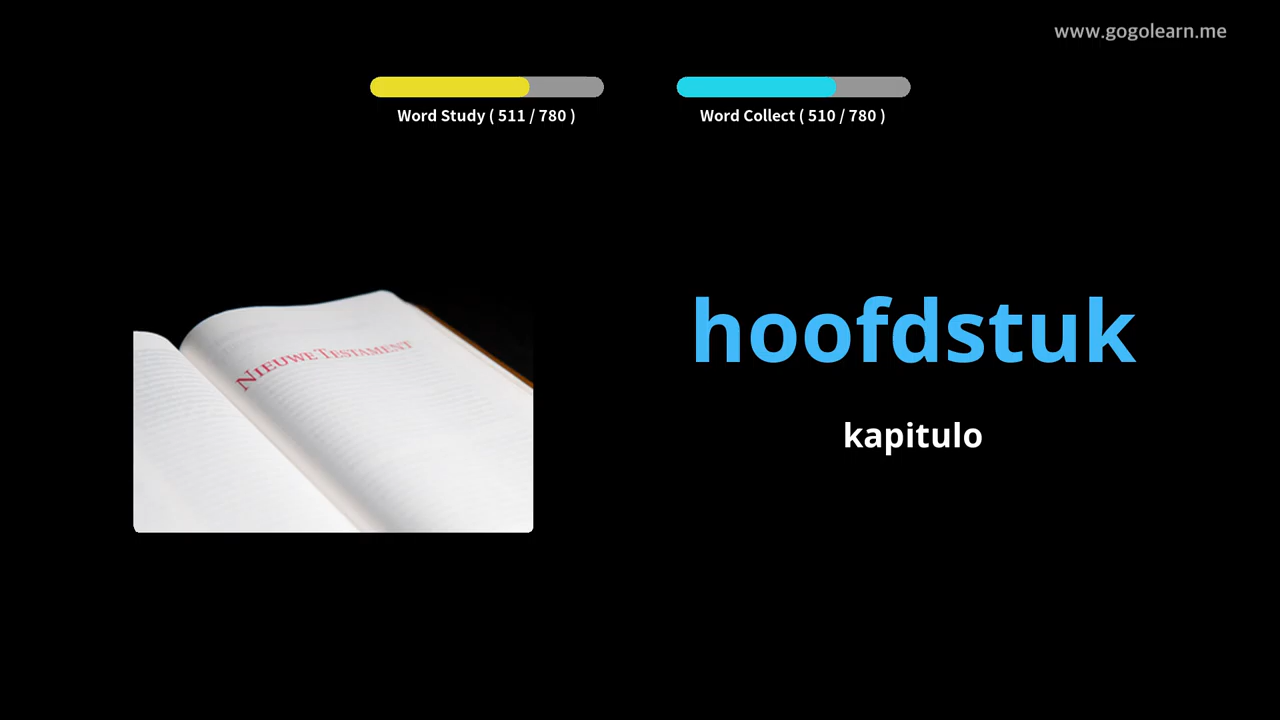 www.gogolearn.me
Word Study ( 511 / 780 )
Word Collect ( 510 / 780 )
NIEUWE TESTAMENT
hoofdstuk
kapitulo